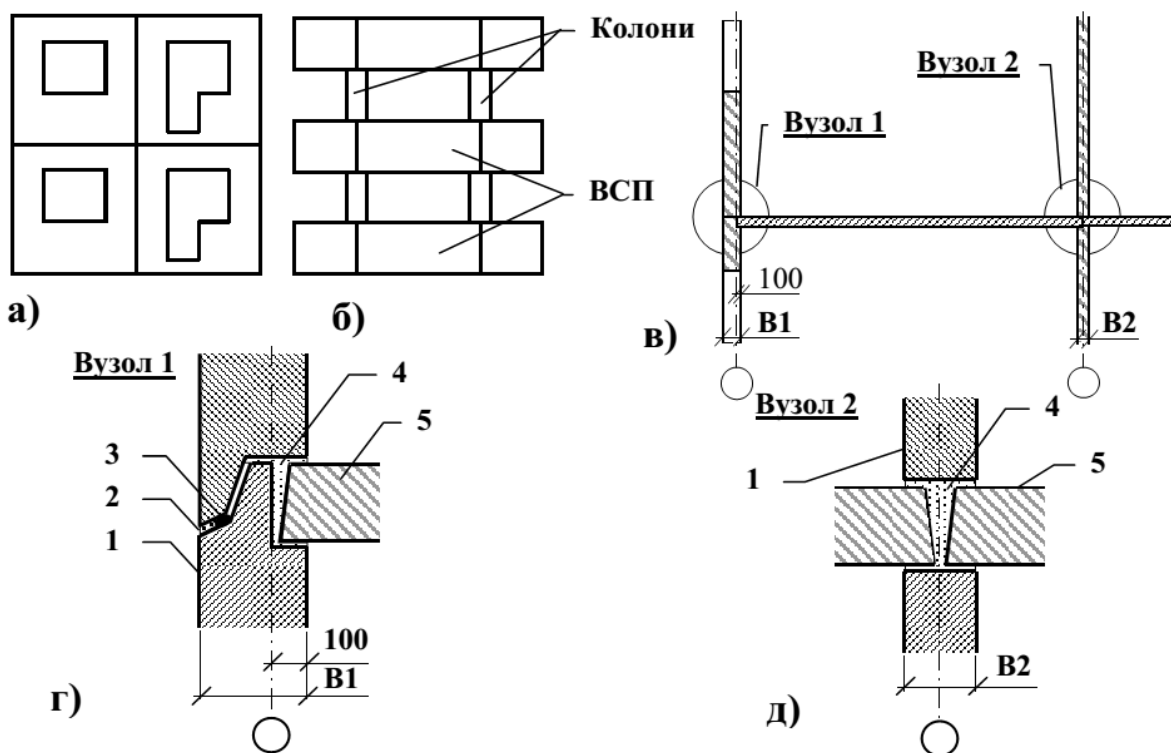 Колони
ВСП
а)
б)
Вузол 1
Вузол 2
100
В1
В2
в)
Вузол 1
4
5
3
2
1
100
В1
г)
Вузол 2
4
1
5
В2
д)